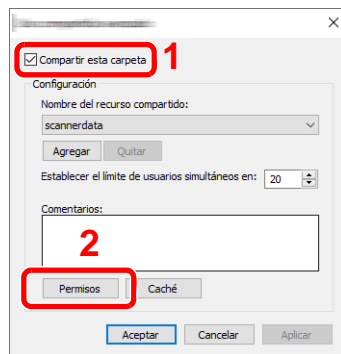 Compartir esta carpeta
1
Configuración
Nombre del recurso compartido:
scannerdata
Agregar Quitar
Establecer el límite de usuarios simultáneos en: 20
Comentarios:
2
Permisos Caché
Aceptar Cancelar Aplicar